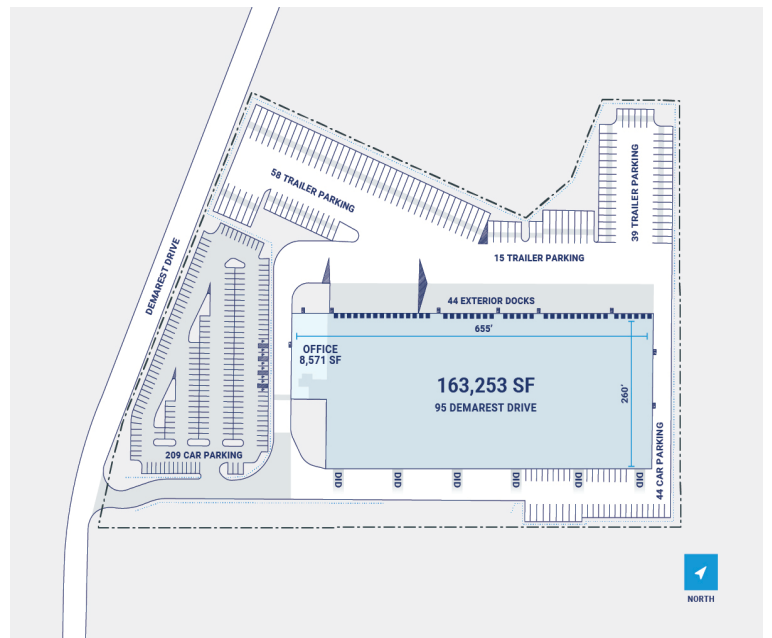 58 TRAILER PARKING
39 TRAILER PARKING
15 TRAILER PARKING
DEMAREST DRIVE
44 EXTERIOR DOCKS
655'
OFFICE
8,571 SF
163,253 SF
95 DEMAREST DRIVE
260'
209 CAR PARKING
44 CAR PARKING
DID
DID
DID
DID
DID
DID
NORTH